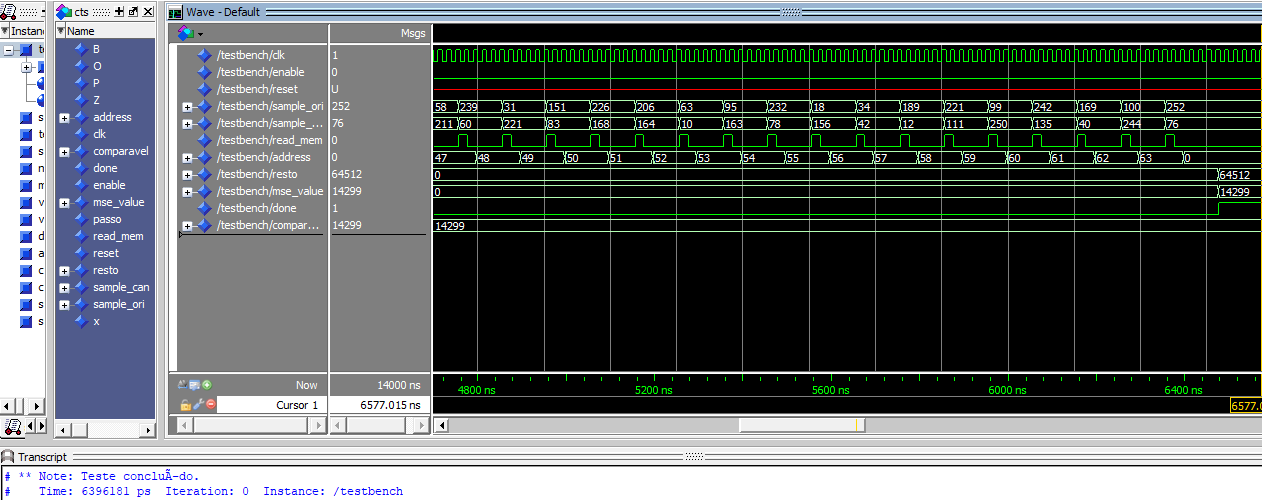 cts
Wave - Default
Instanc
Name
Msgs
B
O
P
Z
address
clk
comparavel
done
enable
mse_value
passo
read_mem
reset
resto
sample_can
sample_ori
x
/testbench/clk 1
/testbench/enable 0
/testbench/reset U
/testbench/sample_ori 252 58 239 31 151 226 206 63 95 232 18 34 189 221 99 242 169 100 252
/testbench/sample_... 76 211 60 221 83 168 164 10 163 78 156 42 12 111 250 135 40 244 76
/testbench/read_mem 0
/testbench/address 0 47 48 49 50 51 52 53 54 55 56 57 58 59 60 61 62 63 0
/testbench/resto 64512 0 64512
/testbench/mse_value 14299 0 14299
/testbench/done 1
/testbench/compar... 14299 14299
Now 14000 ns 4800 ns 5200 ns 5600 ns 6000 ns 6400 ns
Cursor 1 6577.015 ns 6577.0
Transcript
# ** Note: Teste concluÃ-do.
# Time: 6396181 ps Iteration: 0 Instance: /testbench